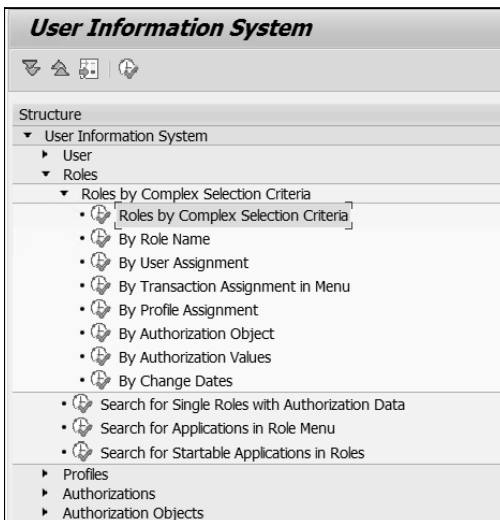 User Information System
Structure
User Information System
User
Roles
Roles by Complex Selection Criteria
Roles by Complex Selection Criteria
By Role Name
By User Assignment
By Transaction Assignment in Menu
By Profile Assignment
By Authorization Object
By Authorization Values
By Change Dates
Search for Single Roles with Authorization Data
Search for Applications in Role Menu
Search for Startable Applications in Roles
Profiles
Authorizations
Authorization Objects